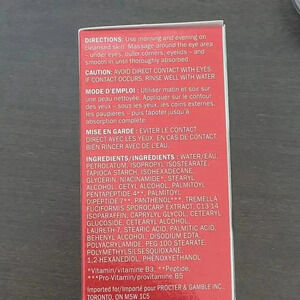 DIRECTIONS: Use morning and evening on
cleansed skin. Massage around the eye area
– under eyes, outer corners, eyelids – and
smooth in until thoroughly absorbed.
CAUTION: AVOID DIRECT CONTACT WITH EYES.
IF CONTACT OCCURS, RINSE WELL WITH WATER
MODE D'EMPLOI : Utiliser matin et soir sur
une peau nettoyée. Appliquer sur le contour
des yeux – sous les yeux, les coins externes,
les paupières – puis lisser jusqu'à
absorption complète.
MISE EN GARDE : ÉVITER LE CONTACT
DIRECT AVEC LES YEUX. EN CAS DE CONTACT
BIEN RINCER AVEC DE L'EAU.
INGREDIENTS/INGRÉDIENTS : WATER/EAU,
PETROLATUM, ISOPROPYL ISOSTEARATE,
TAPIOCA STARCH, ISOHEXADECANE,
GLYCERIN, NIACINAMIDE*, STEARYL
ALCOHOL, CETYL ALCOHOL, PALMITOYL
PENTAPEPTIDE-4**, PALMITOYL
DIPEPTIDE-7**, PANTHENOL***, TREMELLA
FUCIFORMIS SPOROCARP EXTRACT, C13-14
ISOPARAFFIN, CAPRYLYL GLYCOL, CETEARYL
GLUCOSIDE, CETEARYL ALCOHOL,
LAURETH-7, STEARIC ACID, PALMITIC ACID,
BEHENYL ALCOHOL, DISODIUM EDTA,
POLYACRYLAMIDE, PEG 100 STEARATE,
DIMETHICONOL, POLYMETHYLSILSESQUIOXANE,
1,2-HEXANEDIOL, PHENOXYETHANOL
*Vitamin/vitamine B3, **Peptide,
***Pro-Vitamin/provitamine B5
Imported for/Importé pour PROCTER & GAMBLE INC.
TORONTO, ON M5W 1C5